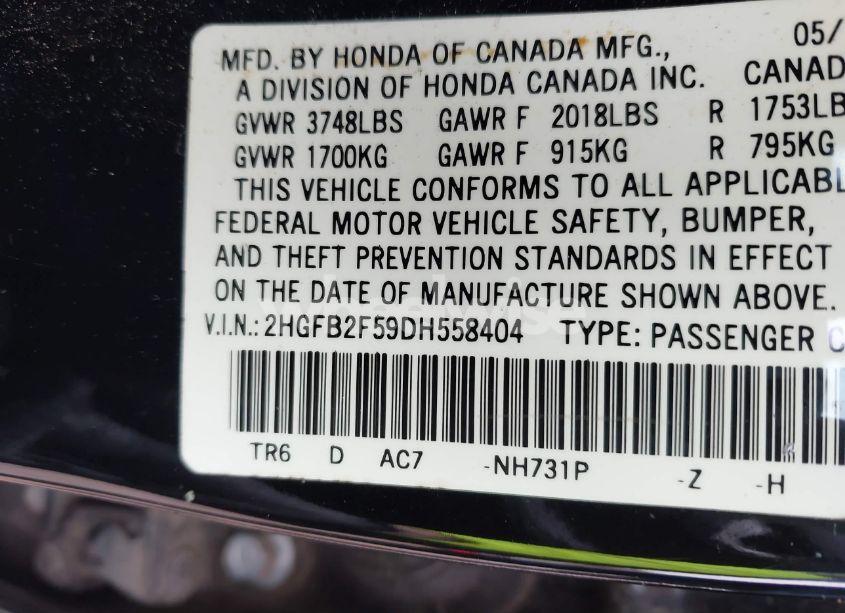 05/
MFD. BY HONDA OF CANADA MFG.,
A DIVISION OF HONDA CANADA INC. CANAD
GVWR 3748LBS GAWR F 2018LBS R 1753LB
GVWR 1700KG GAWR F 915KG R 795KG
THIS VEHICLE CONFORMS TO ALL APPLICABL
FEDERAL MOTOR VEHICLE SAFETY, BUMPER,
AND THEFT PREVENTION STANDARDS IN EFFECT
ON THE DATE OF MANUFACTURE SHOWN ABOVE.
V.I.N.: 2HGFB2F59DH558404 TYPE: PASSENGER C
TR6 D AC7 -NH731P -Z -H